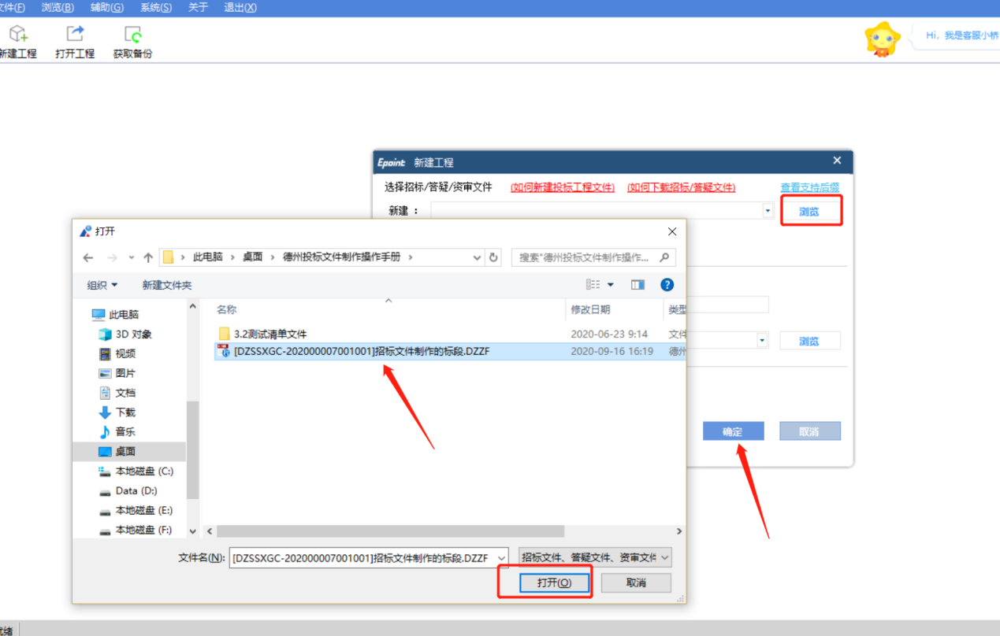 文件(F) 浏览(B) 辅助(G) 系统(S) 关于 退出(X)
新建工程 打开工程 获取备份
Hi，我是客服小桥
Epoint 新建工程
选择招标/答疑/资审文件 (如何新建投标工程文件) (如何下载招标/答疑文件) 查看支持后缀
新建 ： 浏览
打开
此电脑 › 桌面 › 德州投标文件制作操作手册 ›
搜索"德州投标文件制作操作...
组织 新建文件夹
名称 修改日期 类型
3.2测试清单文件 2020-06-23 9:14 文件
[DZSSXGC-202000007001001]招标文件制作的标段.DZZF 2020-09-16 16:19 德州
此电脑
3D 对象
视频
图片
文档
下载
音乐
桌面
本地磁盘 (C:)
Data (D:)
本地磁盘 (E:)
本地磁盘 (F:)
浏览
确定 取消
文件名(N): [DZSSXGC-202000007001001]招标文件制作的标段.DZZF 招标文件、答疑文件、资审文件
打开(O) 取消
就绪